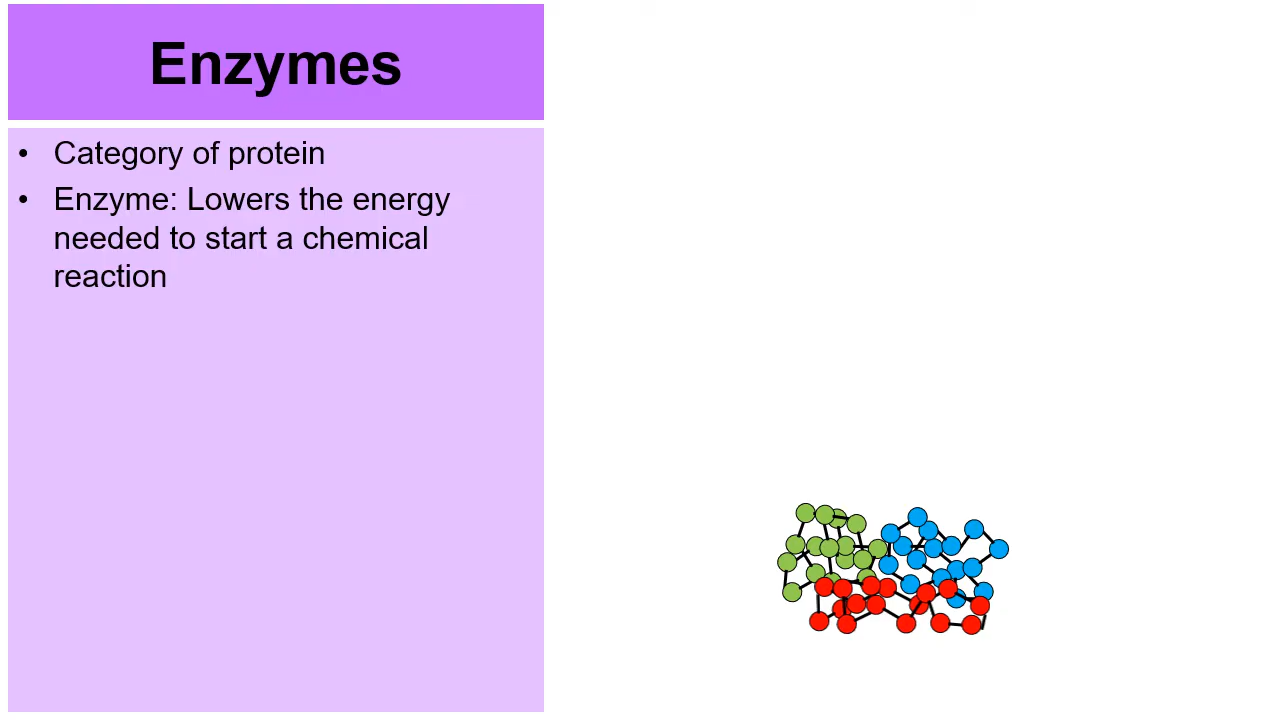 Enzymes
• Category of protein
• Enzyme: Lowers the energy
needed to start a chemical
reaction